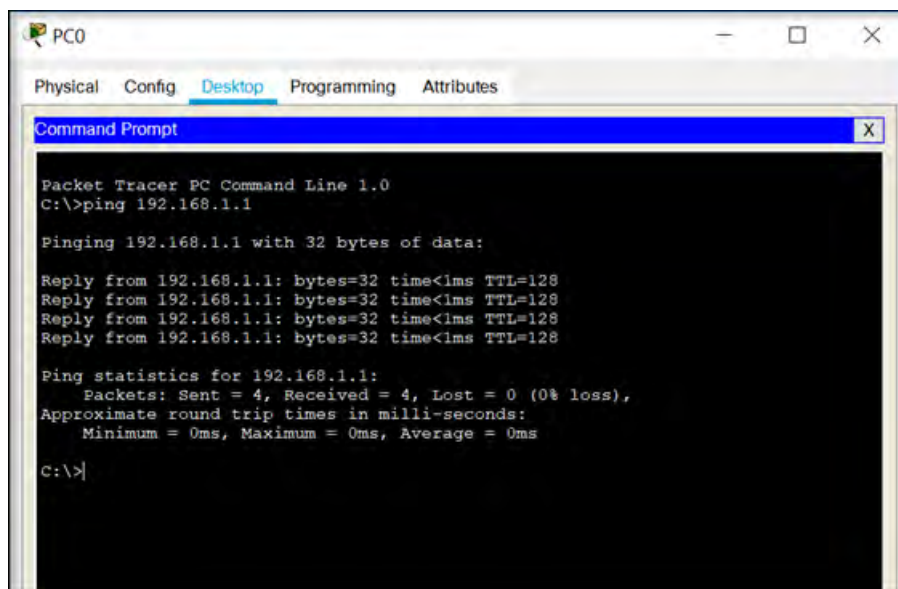 PC0
Physical Config Desktop Programming Attributes
Command Prompt X
Packet Tracer PC Command Line 1.0
C:\>ping 192.168.1.1
Pinging 192.168.1.1 with 32 bytes of data:
Reply from 192.168.1.1: bytes=32 time<1ms TTL=128
Reply from 192.168.1.1: bytes=32 time<1ms TTL=128
Reply from 192.168.1.1: bytes=32 time<1ms TTL=128
Reply from 192.168.1.1: bytes=32 time<1ms TTL=128
Ping statistics for 192.168.1.1:
Packets: Sent = 4, Received = 4, Lost = 0 (0% loss),
Approximate round trip times in milli-seconds:
Minimum = 0ms, Maximum = 0ms, Average = 0ms
C:\>